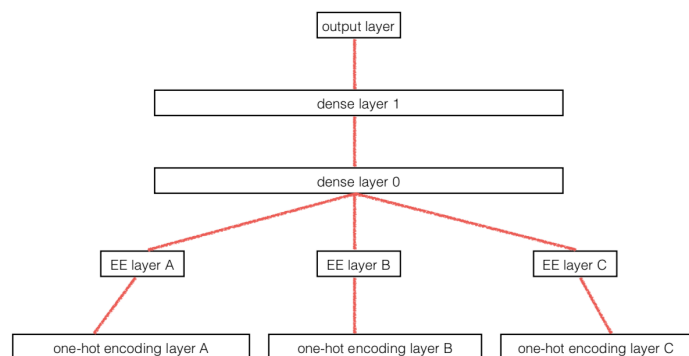 output layer
dense layer 1
dense layer 0
EE layer A
EE layer B
EE layer C
one-hot encoding layer A
one-hot encoding layer B
one-hot encoding layer C